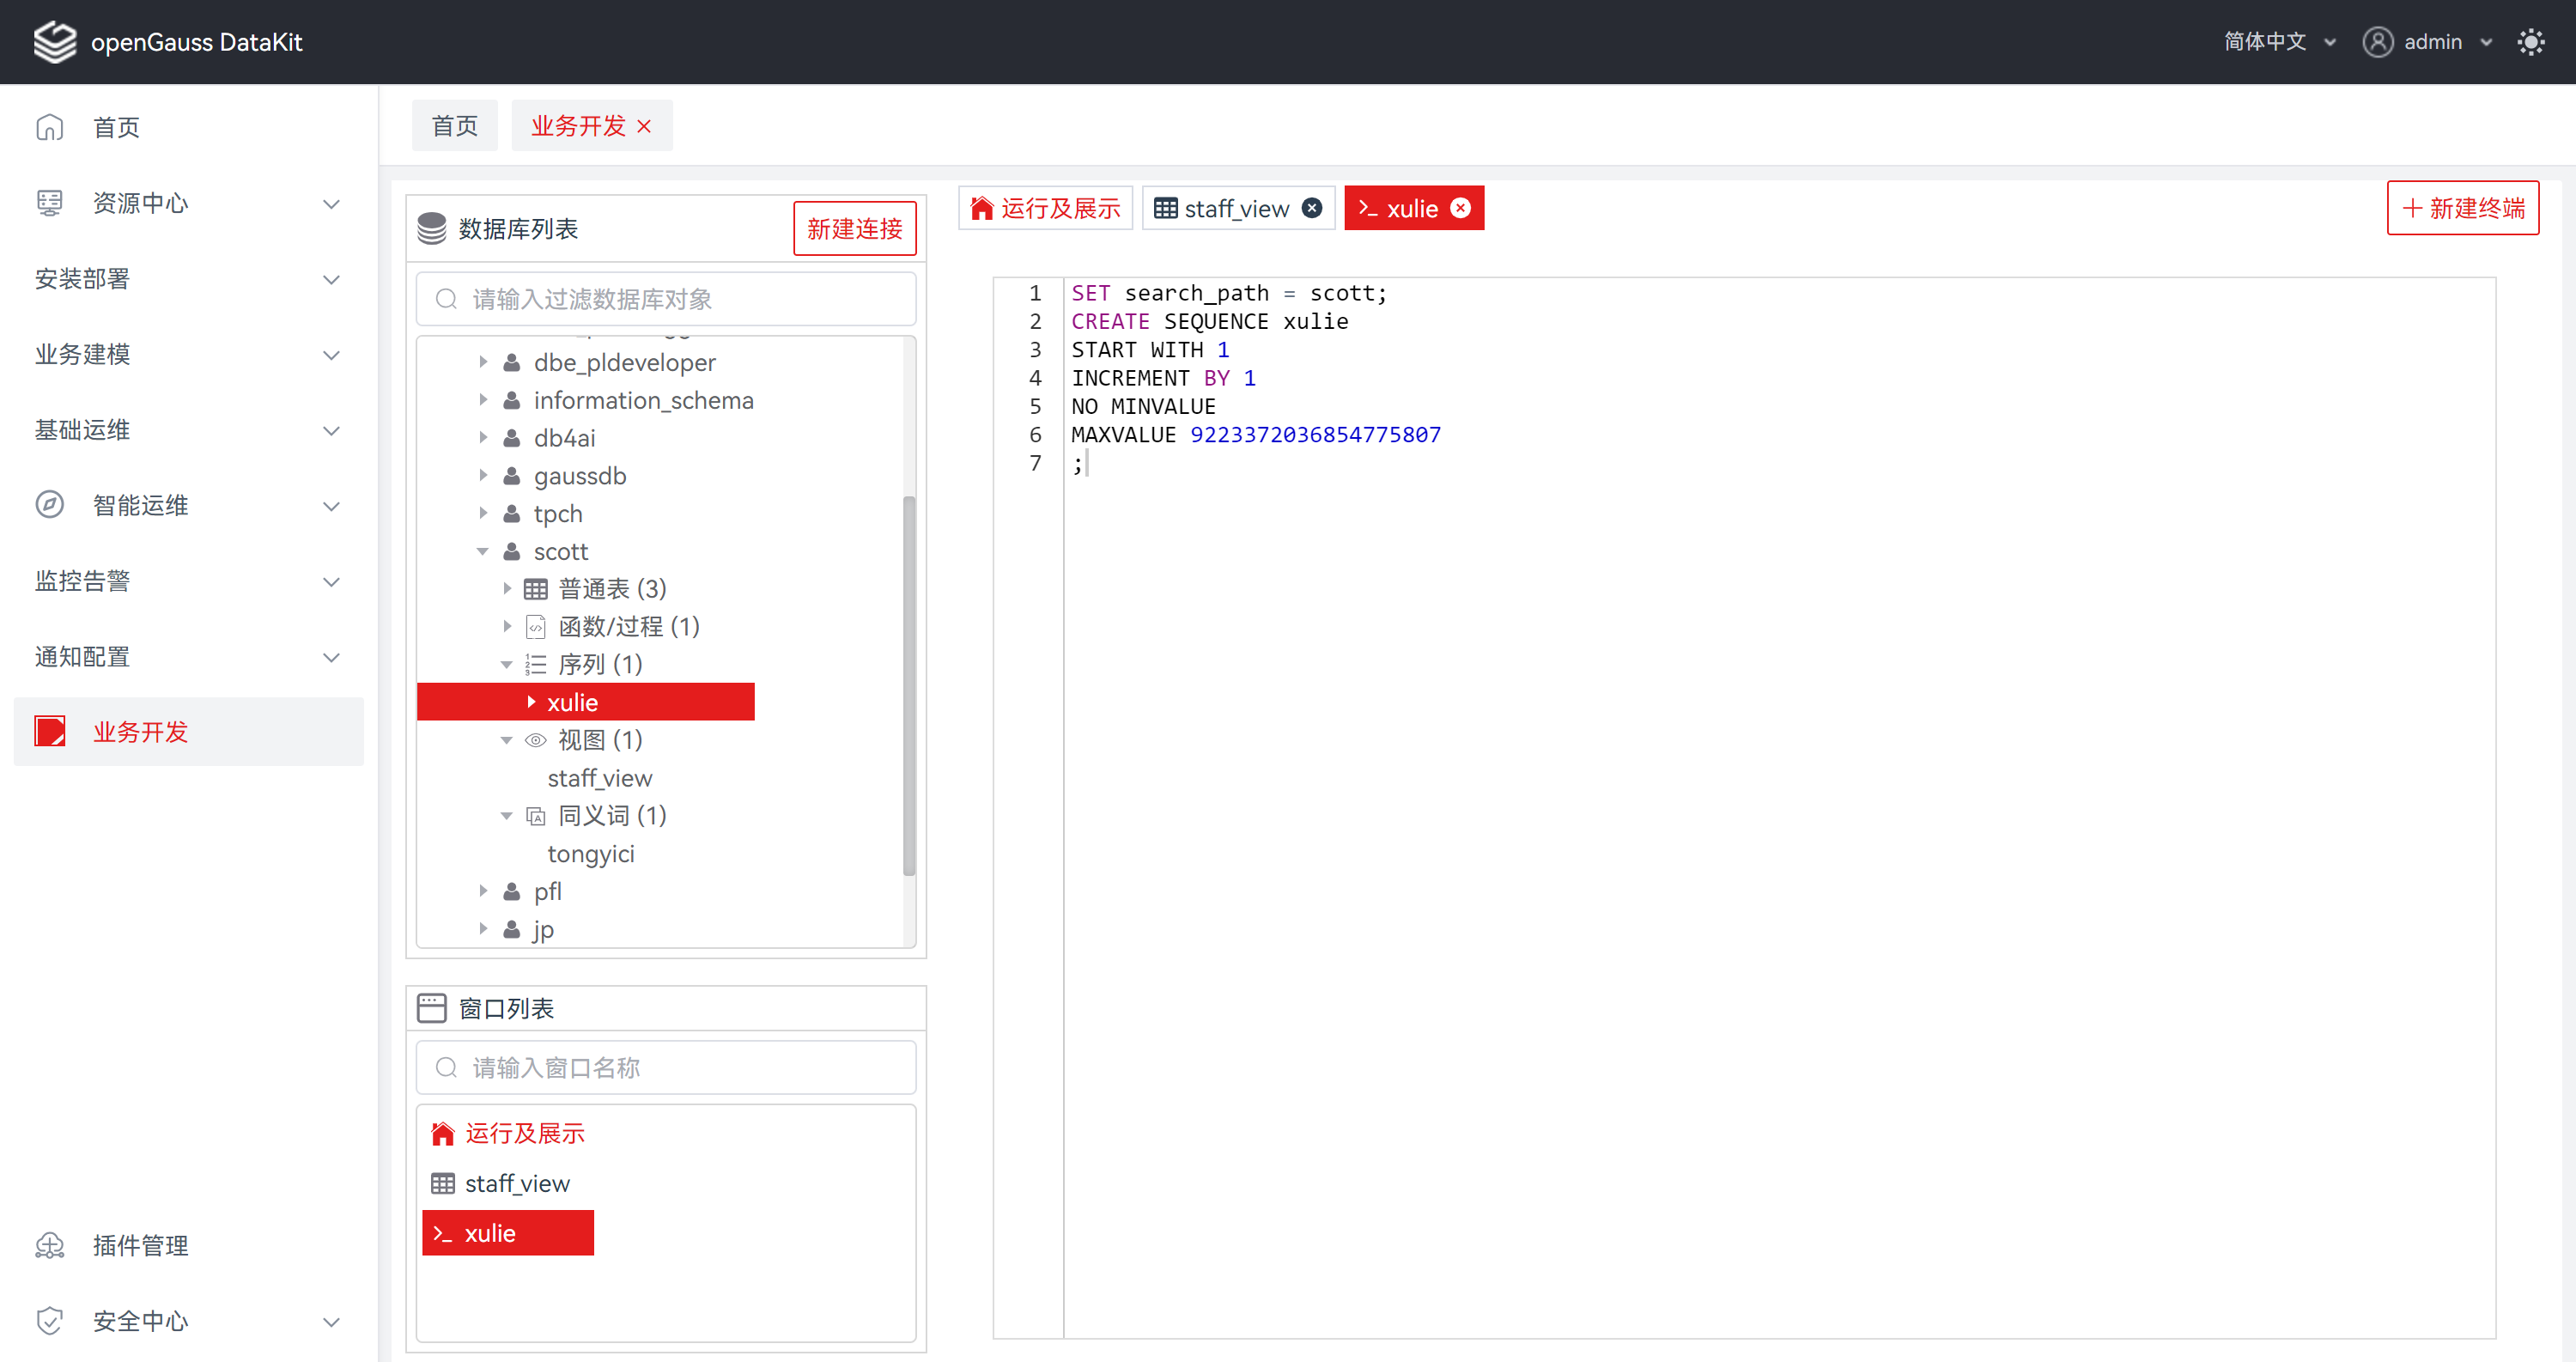 openGauss DataKit
简体中文
admin
首页
资源中心
安装部署
业务建模
基础运维
智能运维
监控告警
通知配置
业务开发
插件管理
安全中心
首页
业务开发
数据库列表
新建连接
请输入过滤数据库对象
dbe_pldeveloper
information_schema
db4ai
gaussdb
tpch
scott
普通表 (3)
函数/过程 (1)
序列 (1)
xulie
视图 (1)
staff_view
同义词 (1)
tongyici
pfl
jp
窗口列表
请输入窗口名称
运行及展示
staff_view
xulie
运行及展示
staff_view
xulie
新建终端
1 SET search_path = scott;
2 CREATE SEQUENCE xulie
3 START WITH 1
4 INCREMENT BY 1
5 NO MINVALUE
6 MAXVALUE 9223372036854775807
7 ;